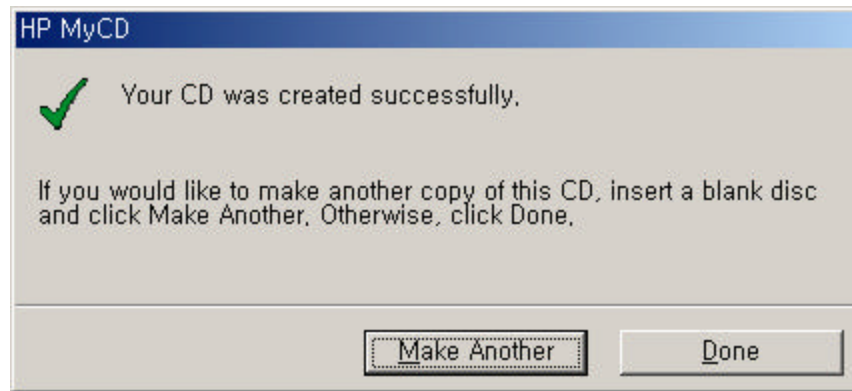 HP MyCD
Your CD was created successfully.
If you would like to make another copy of this CD, insert a blank disc
and click Make Another. Otherwise, click Done.
Make Another
Done